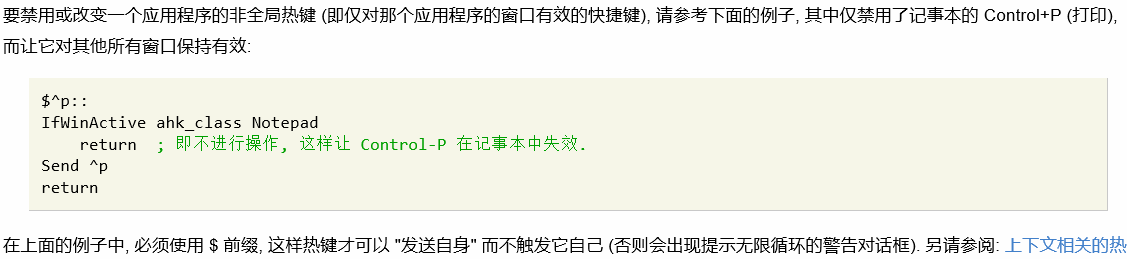 要禁用或改变一个应用程序的非全局热键 (即仅对那个应用程序的窗口有效的快捷键), 请参考下面的例子, 其中仅禁用了记事本的 Control+P (打印),
而让它对其他所有窗口保持有效:
$^p::
IfWinActive ahk_class Notepad
    return  ; 即不进行操作, 这样让 Control-P 在记事本中失效.
Send ^p
return
在上面的例子中, 必须使用 $ 前缀, 这样热键才可以 "发送自身" 而不触发它自己 (否则会出现提示无限循环的警告对话框). 另请参阅: 上下文相关的热